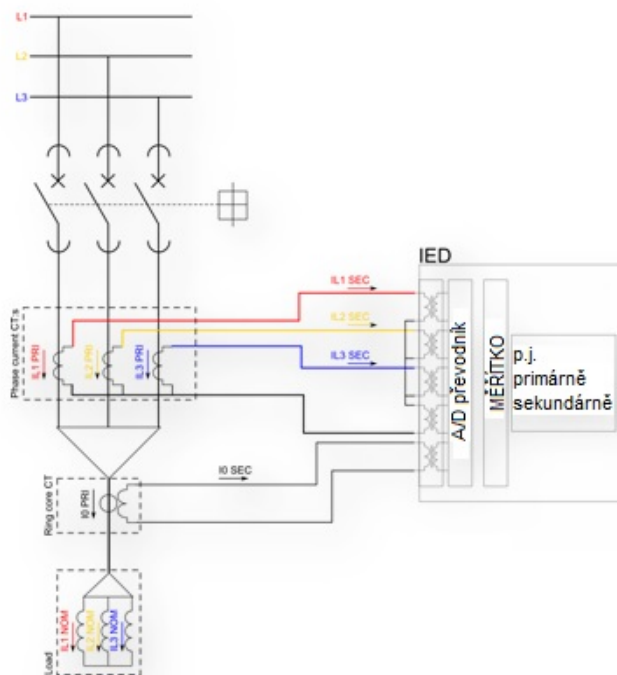 L1
L2
L3
IED
IL1 SEC
IL2 SEC
IL3 SEC
Phase current CT:s
IL1 PRI
IL2 PRI
IL3 PRI
A/D převodník
MĚŘÍTKO
p.j.
primárně
sekundárně
I0 SEC
Ring core CT
I0 PRI
Load
IL1 NOM
IL2 NOM
IL3 NOM